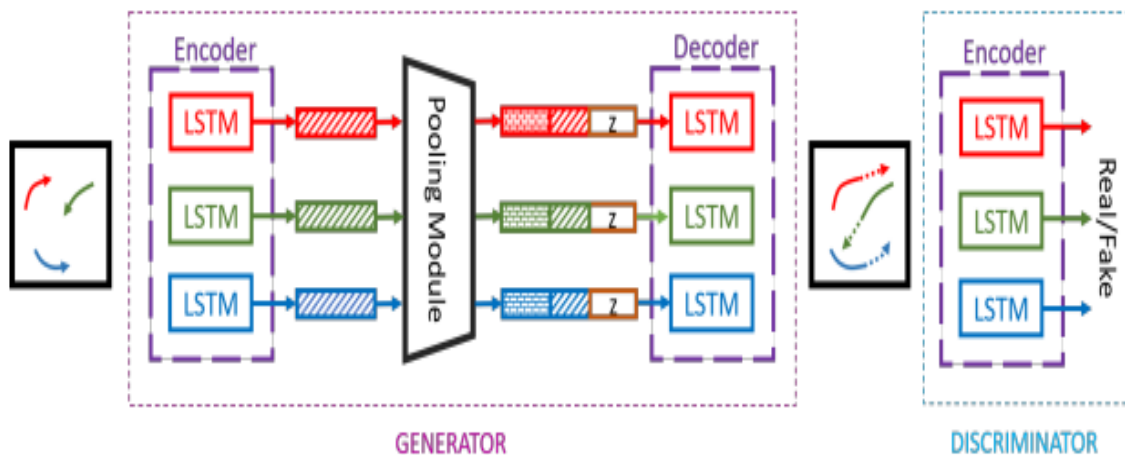 Encoder
Decoder
Encoder
LSTM
z
LSTM
LSTM
LSTM
z
LSTM
LSTM
LSTM
z
LSTM
LSTM
Pooling Module
Real/Fake
GENERATOR
DISCRIMINATOR